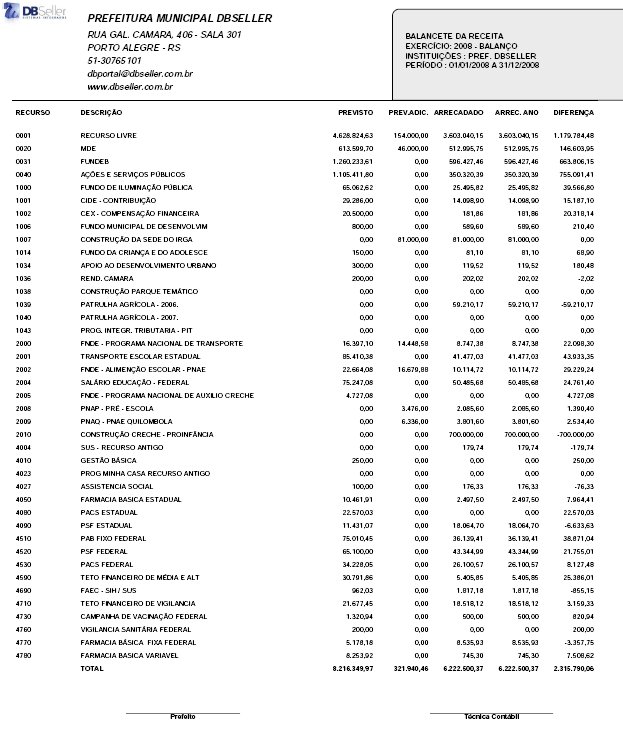 DBSeller
SISTEMAS INTEGRADOS
PREFEITURA MUNICIPAL DBSELLER
RUA GAL. CAMARA, 406 - SALA 301
PORTO ALEGRE - RS
51-30765101
dbportal@dbseller.com.br
www.dbseller.com.br
BALANCETE DA RECEITA
EXERCÍCIO: 2008 - BALANÇO
INSTITUIÇÕES : PREF. DBSELLER
PERÍODO : 01/01/2008 A 31/12/2008
RECURSO DESCRIÇÃO PREVISTO PREV.ADIC. ARRECADADO ARREC. ANO DIFERENÇA
0001 RECURSO LIVRE 4.628.824,63 154.000,00 3.603.040,15 3.603.040,15 1.179.784,48
0020 MDE 613.599,70 46.000,00 512.995,75 512.995,75 146.603,95
0031 FUNDEB 1.260.233,61 0,00 596.427,46 596.427,46 663.806,15
0040 AÇÕES E SERVIÇOS PÚBLICOS 1.105.411,80 0,00 350.320,39 350.320,39 755.091,41
1000 FUNDO DE ILUMINAÇÃO PÚBLICA 65.062,62 0,00 25.495,82 25.495,82 39.566,80
1001 CIDE - CONTRIBUIÇÃO 29.286,00 0,00 14.098,90 14.098,90 15.187,10
1002 CEX - COMPENSAÇÃO FINANCEIRA 20.500,00 0,00 181,86 181,86 20.318,14
1006 FUNDO MUNICIPAL DE DESENVOLVIM 800,00 0,00 589,60 589,60 210,40
1007 CONSTRUÇÃO DA SEDE DO IRGA 0,00 81.000,00 81.000,00 81.000,00 0,00
1014 FUNDO DA CRIANÇA E DO ADOLESCE 150,00 0,00 81,10 81,10 68,90
1034 APOIO AO DESENVOLVIMENTO URBANO 300,00 0,00 119,52 119,52 180,48
1036 REND. CAMARA 200,00 0,00 202,02 202,02 -2,02
1038 CONSTRUÇÃO PARQUE TEMÁTICO 0,00 0,00 0,00 0,00 0,00
1039 PATRULHA AGRÍCOLA - 2006. 0,00 0,00 59.210,17 59.210,17 -59.210,17
1040 PATRULHA AGRÍCOLA - 2007. 0,00 0,00 0,00 0,00 0,00
1043 PROG. INTEGR. TRIBUTARIA - PIT 0,00 0,00 0,00 0,00 0,00
2000 FNDE - PROGRAMA NACIONAL DE TRANSPORTE 16.397,10 14.448,58 8.747,38 8.747,38 22.098,30
2001 TRANSPORTE ESCOLAR ESTADUAL 85.410,38 0,00 41.477,03 41.477,03 43.933,35
2002 FNDE - ALIMENÇÃO ESCOLAR - PNAE 22.664,08 16.679,88 10.114,72 10.114,72 29.229,24
2004 SALÁRIO EDUCAÇÃO - FEDERAL 75.247,08 0,00 50.485,68 50.485,68 24.761,40
2005 FNDE - PROGRAMA NACIONAL DE AUXILIO CRECHE 4.727,08 0,00 0,00 0,00 4.727,08
2008 PNAP - PRÉ - ESCOLA 0,00 3.476,00 2.085,60 2.085,60 1.390,40
2009 PNAQ - PNAE QUILOMBOLA 0,00 6.336,00 3.801,60 3.801,60 2.534,40
2010 CONSTRUÇÃO CRECHE - PROINFÂNCIA 0,00 0,00 700.000,00 700.000,00 -700.000,00
4004 SUS - RECURSO ANTIGO 0,00 0,00 179,74 179,74 -179,74
4010 GESTÃO BÁSICA 250,00 0,00 0,00 0,00 250,00
4023 PROG MINHA CASA RECURSO ANTIGO 0,00 0,00 0,00 0,00 0,00
4027 ASSISTENCIA SOCIAL 100,00 0,00 176,33 176,33 -76,33
4050 FARMACIA BASICA ESTADUAL 10.461,91 0,00 2.497,50 2.497,50 7.964,41
4080 PACS ESTADUAL 22.570,03 0,00 0,00 0,00 22.570,03
4090 PSF ESTADUAL 11.431,07 0,00 18.064,70 18.064,70 -6.633,63
4510 PAB FIXO FEDERAL 75.010,45 0,00 36.139,41 36.139,41 38.871,04
4520 PSF FEDERAL 65.100,00 0,00 43.344,99 43.344,99 21.755,01
4530 PACS FEDERAL 34.228,05 0,00 26.100,57 26.100,57 8.127,48
4590 TETO FINANCEIRO DE MÉDIA E ALT 30.791,86 0,00 5.405,85 5.405,85 25.386,01
4690 FAEC - SIH / SUS 962,03 0,00 1.817,18 1.817,18 -855,15
4710 TETO FINANCEIRO DE VIGILANCIA 21.677,45 0,00 18.518,12 18.518,12 3.159,33
4730 CAMPANHA DE VACINAÇÃO FEDERAL 1.320,94 0,00 500,00 500,00 820,94
4760 VIGILANCIA SANITÁRIA FEDERAL 200,00 0,00 0,00 0,00 200,00
4770 FARMACIA BÁSICA FIXA FEDERAL 5.178,18 0,00 8.535,93 8.535,93 -3.357,75
4780 FARMACIA BASICA VARIAVEL 8.253,92 0,00 745,30 745,30 7.508,62
TOTAL 8.216.349,97 321.940,46 6.222.500,37 6.222.500,37 2.315.790,06
Prefeito Técnica Contábil